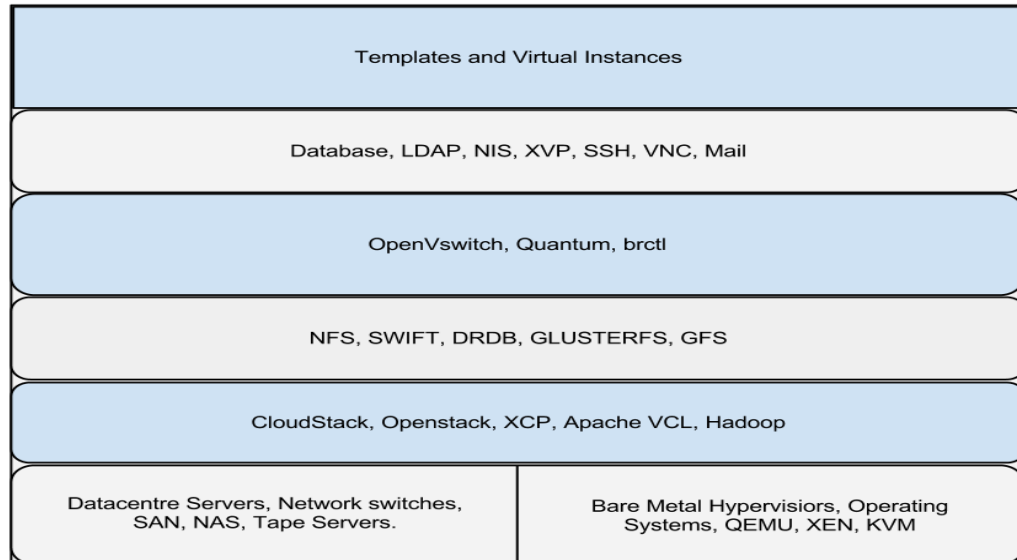 Templates and Virtual Instances
Database, LDAP, NIS, XVP, SSH, VNC, Mail
OpenVswitch, Quantum, brctl
NFS, SWIFT, DRDB, GLUSTERFS, GFS
CloudStack, Openstack, XCP, Apache VCL, Hadoop
Datacentre Servers, Network switches,
SAN, NAS, Tape Servers.
Bare Metal Hypervisiors, Operating
Systems, QEMU, XEN, KVM